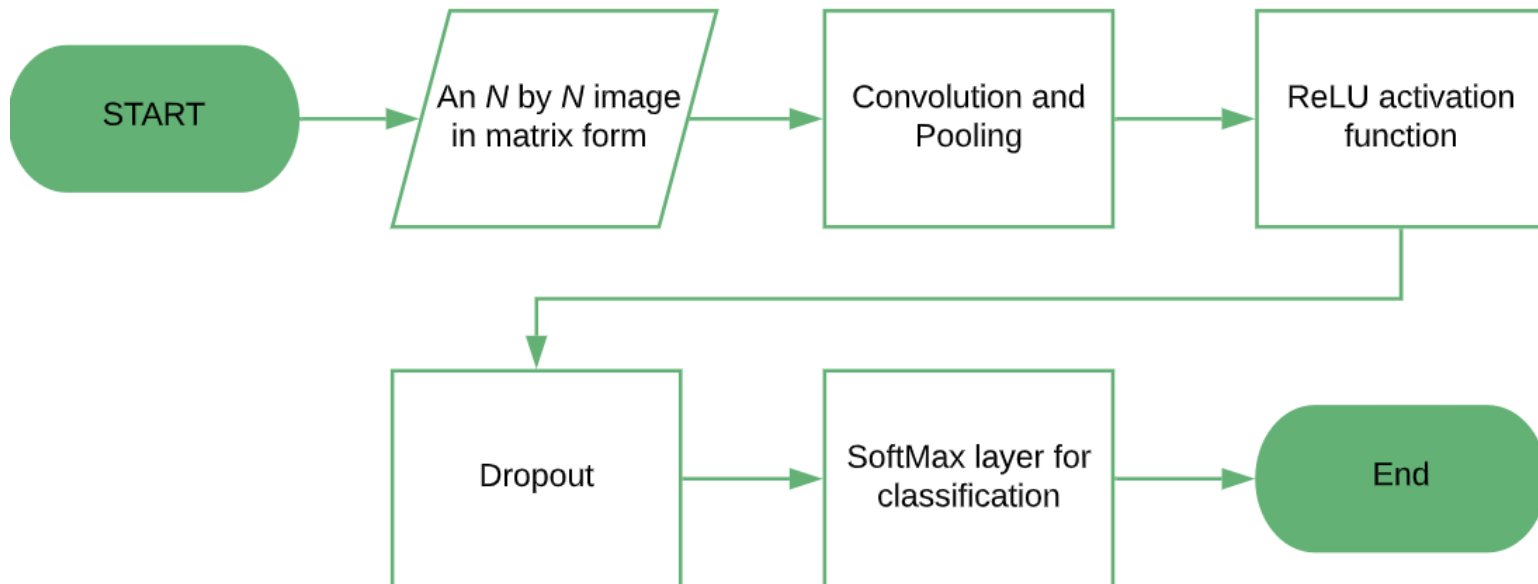 START
An N by N image
in matrix form
Convolution and
Pooling
ReLU activation
function
Dropout
SoftMax layer for
classification
End